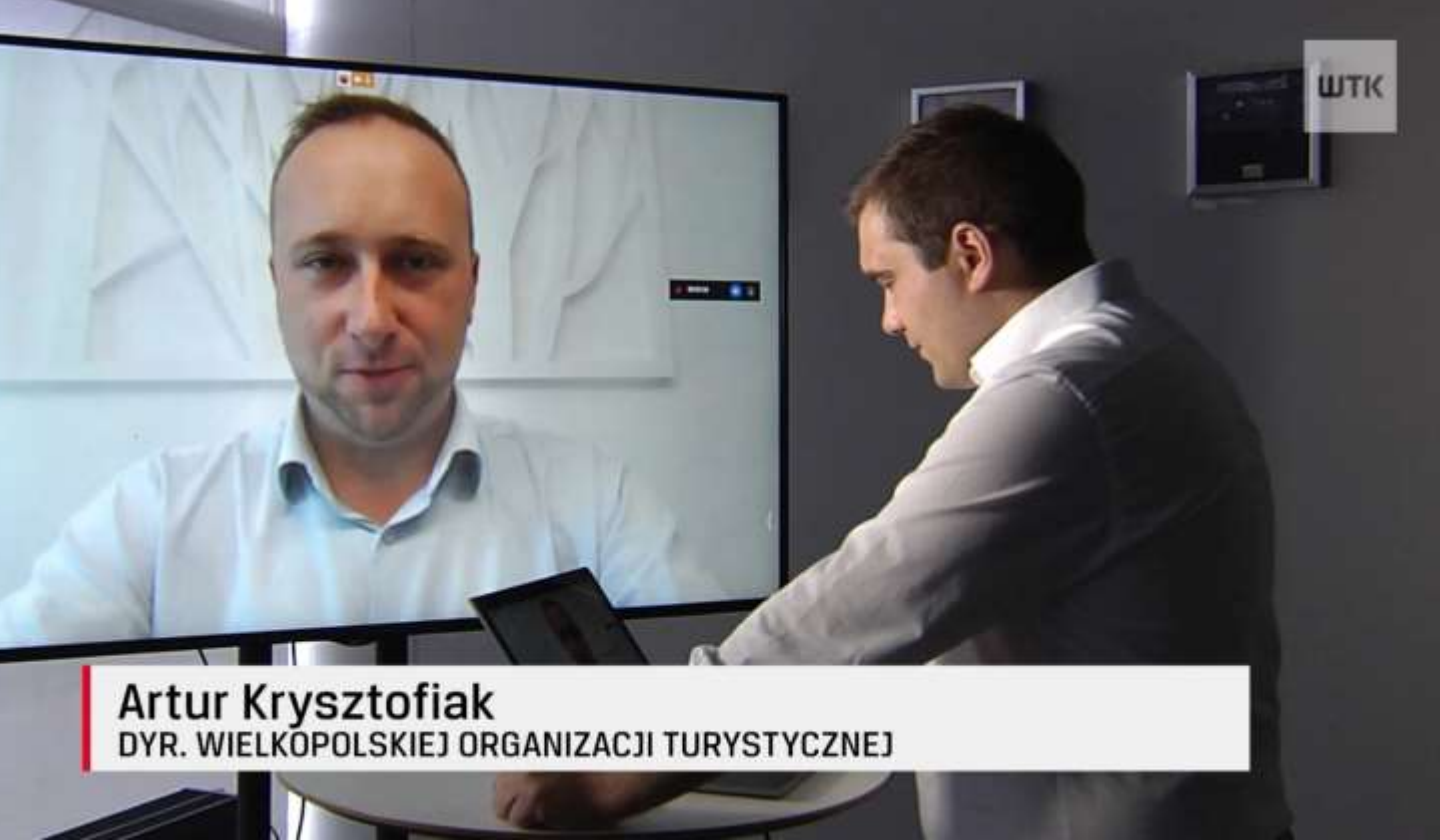 WTK
Artur Krysztofiak
DYR. WIELKOPOLSKIEJ ORGANIZACJI TURYSTYCZNEJ